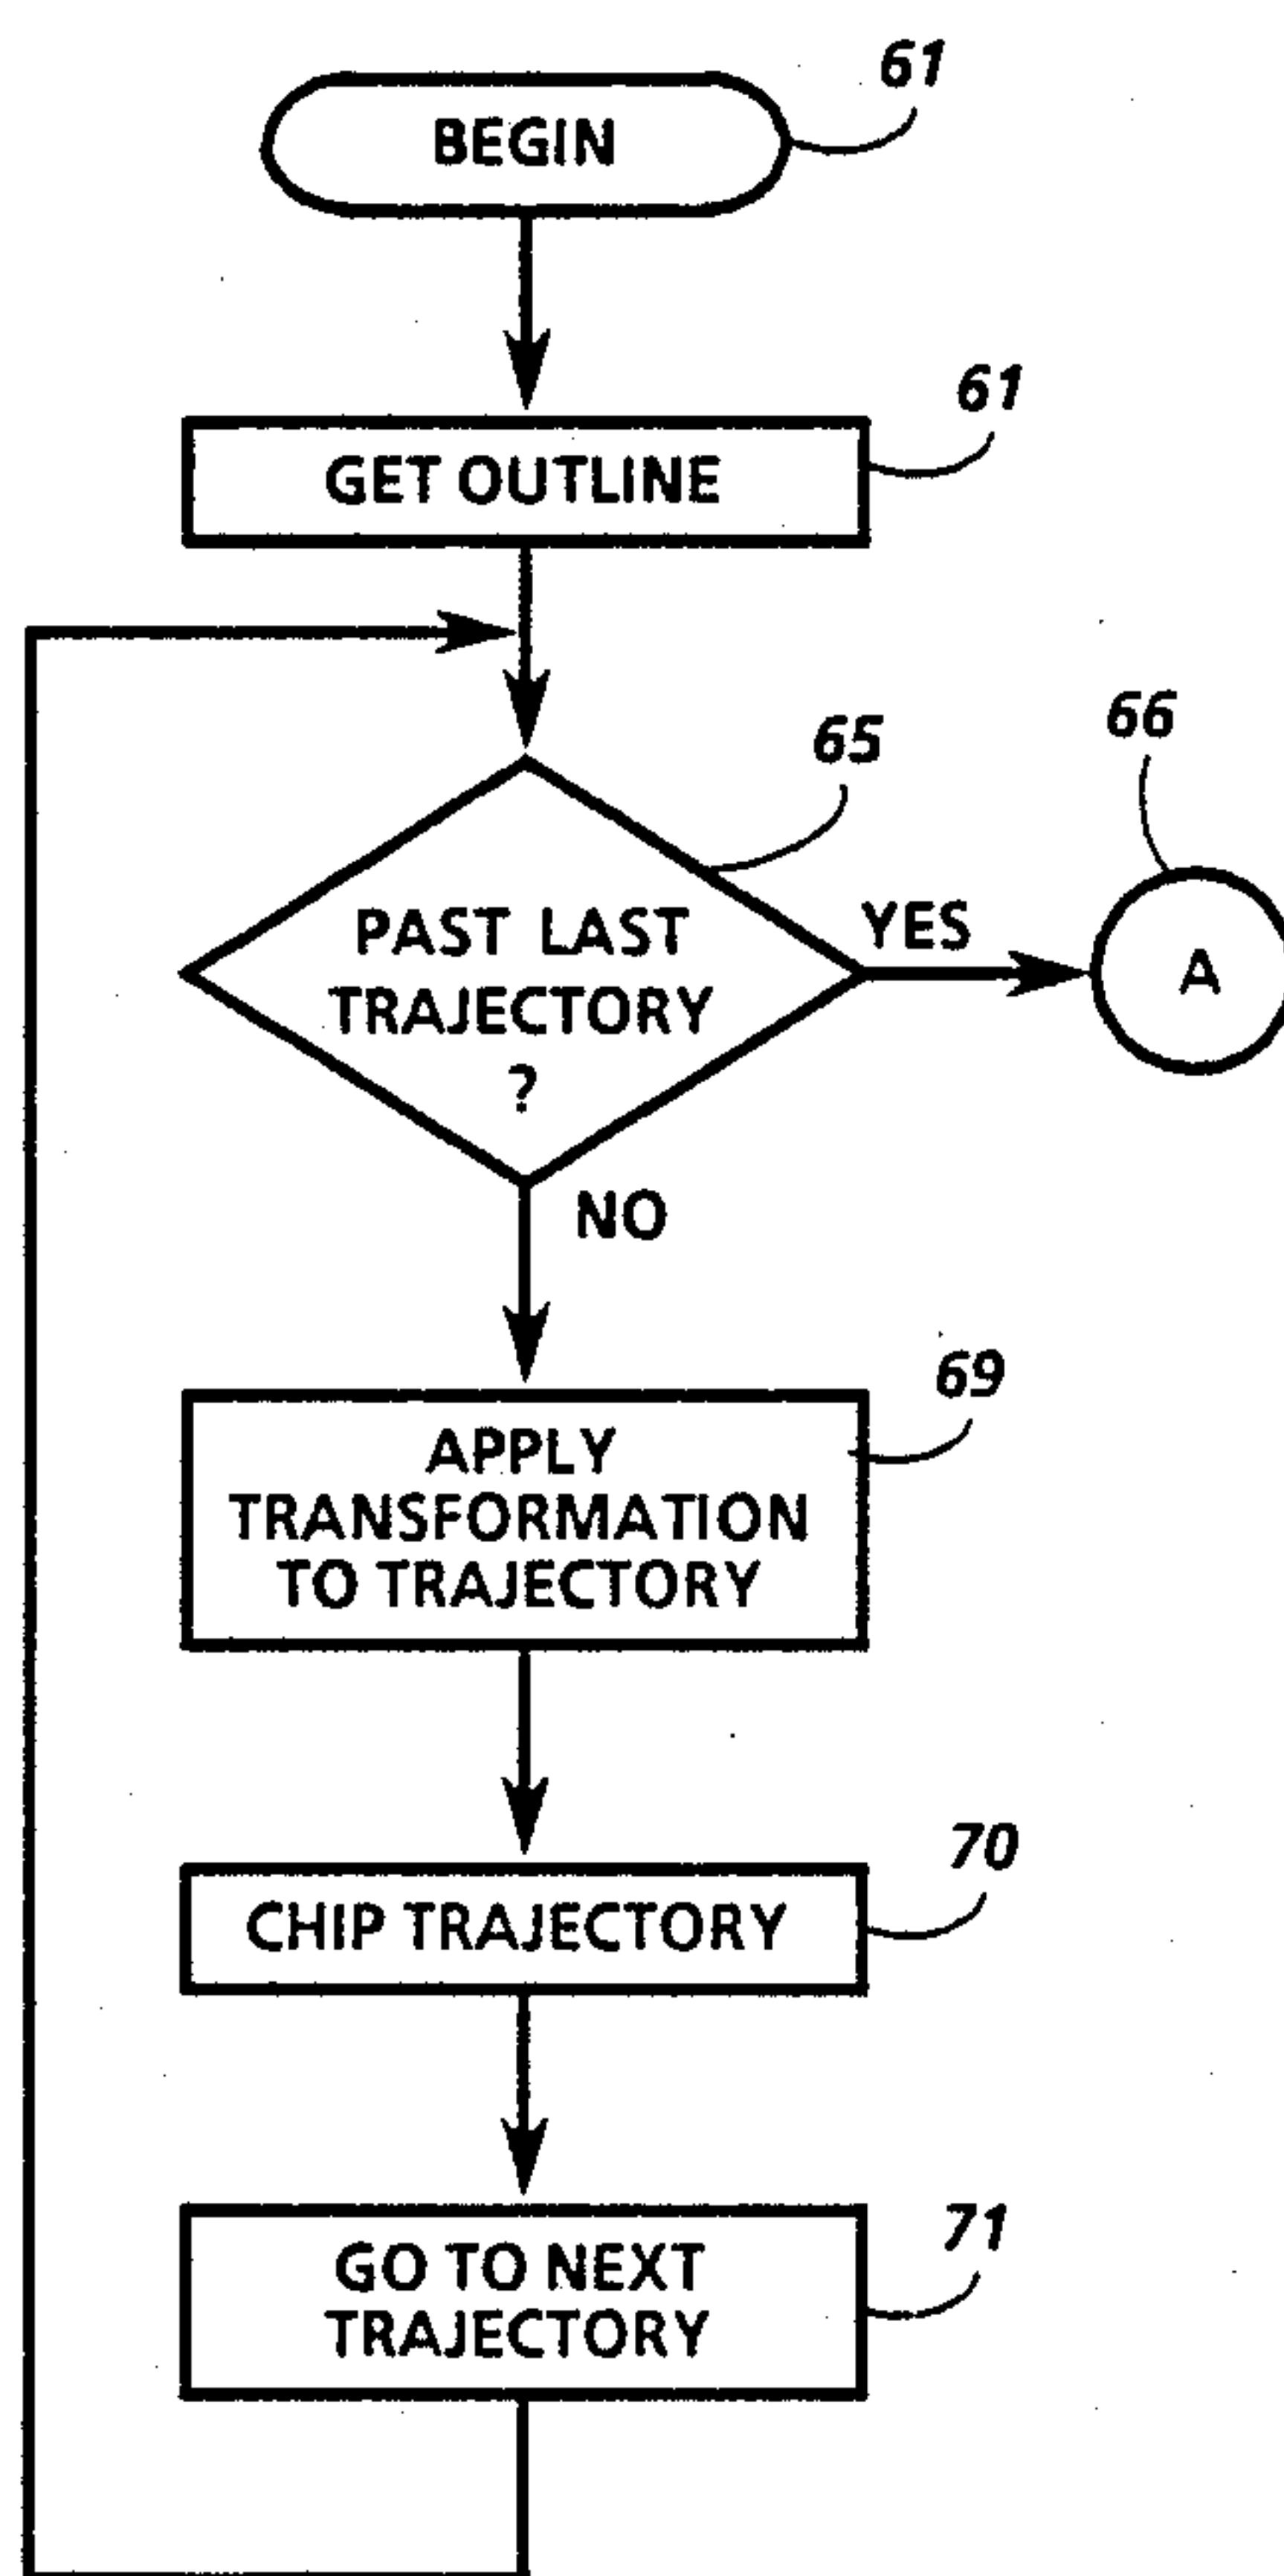 61
BEGIN
61
GET OUTLINE
65
66
PAST LAST
TRAJECTORY
?
YES
A
NO
69
APPLY
TRANSFORMATION
TO TRAJECTORY
70
CHIP TRAJECTORY
71
GO TO NEXT
TRAJECTORY